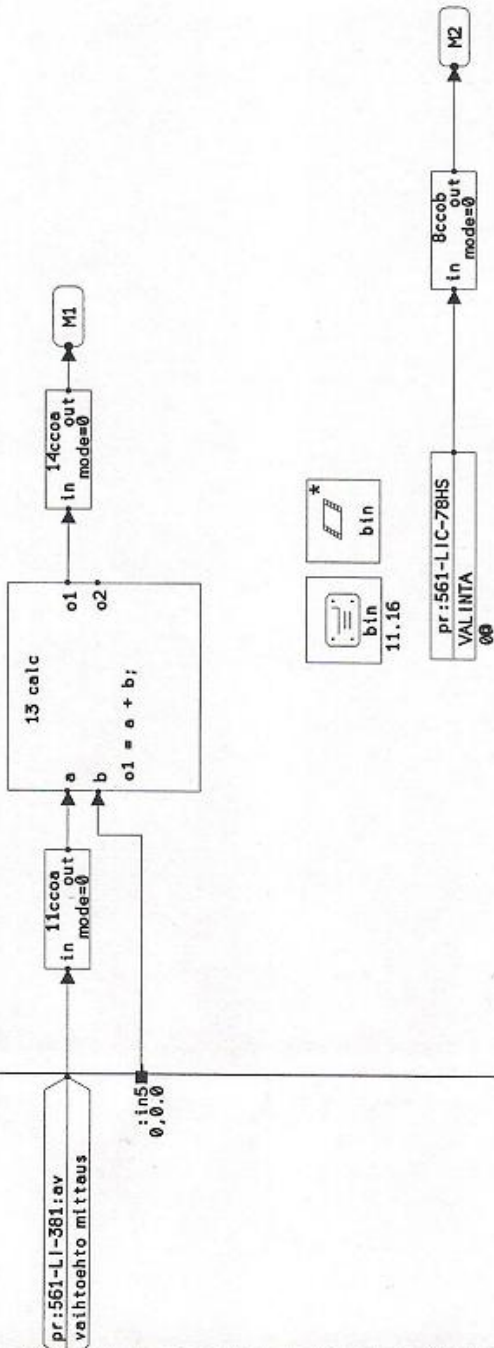 pr:561-LI-381:av
vaihtoehto mittaus
:in5
0,0.0
11ccoa
in out
mode=0
13 calc
a o1
b o2
o1 = a + b;
14ccoa
in out
mode=0
M1
bin
11.16
*
bin
pr:561-LIC-78HS
VALINTA
8ccob
in out
mode=0
M2